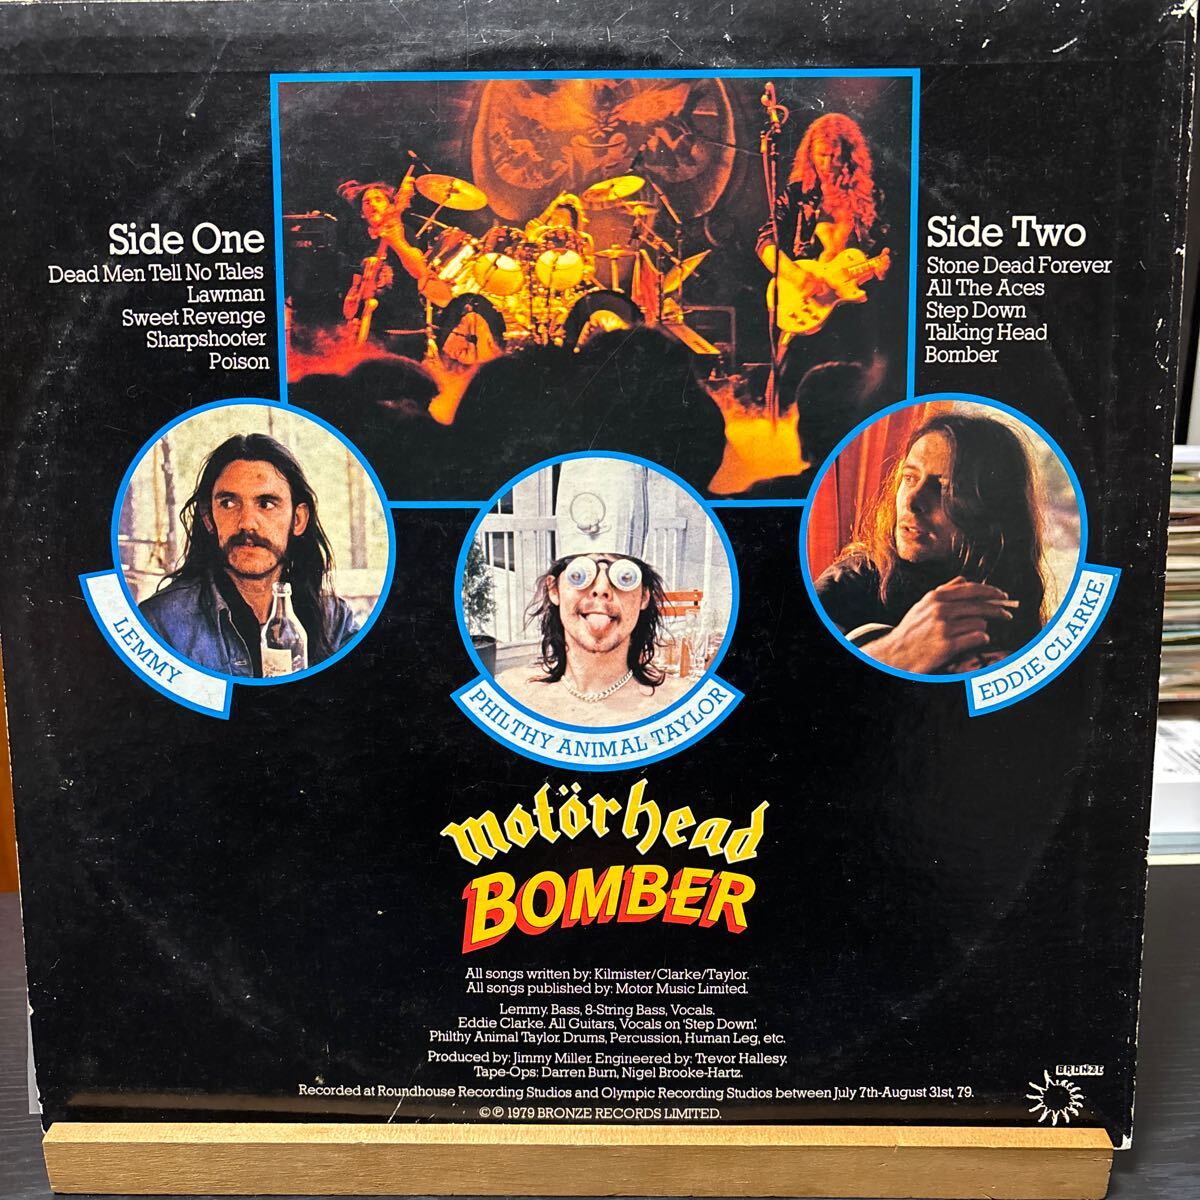 Side One
Dead Men Tell No Tales
Lawman
Sweet Revenge
Sharpshooter
Poison
Side Two
Stone Dead Forever
All The Aces
Step Down
Talking Head
Bomber
LEMMY
PHILTHY ANIMAL TAYLOR
EDDIE CLARKE
motörhead
BOMBER
All songs written by: Kilmister/Clarke/Taylor.
All songs published by: Motor Music Limited.
Lemmy. Bass, 8-String Bass, Vocals.
Eddie Clarke. All Guitars, Vocals on 'Step Down'.
Philthy Animal Taylor. Drums, Percussion, Human Leg, etc.
Produced by: Jimmy Miller. Engineered by: Trevor Hallesy.
Tape-Ops: Darren Burn, Nigel Brooke-Hartz.
Recorded at Roundhouse Recording Studios and Olympic Recording Studios between July 7th-August 31st, 79.
© ℗ 1979 BRONZE RECORDS LIMITED.
BRONZE